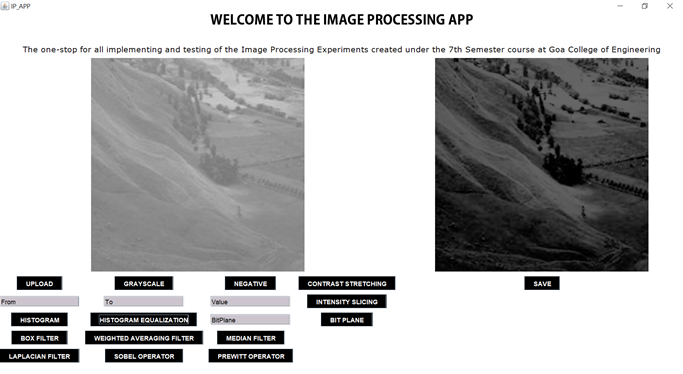 IP_APP
WELCOME TO THE IMAGE PROCESSING APP
The one-stop for all implementing and testing of the Image Processing Experiments created under the 7th Semester course at Goa College of Engineering
UPLOAD GRAYSCALE NEGATIVE CONTRAST STRETCHING SAVE
From To Value INTENSITY SLICING
HISTOGRAM HISTOGRAM EQUALIZATION BitPlane BIT PLANE
BOX FILTER WEIGHTED AVERAGING FILTER MEDIAN FILTER
LAPLACIAN FILTER SOBEL OPERATOR PREWITT OPERATOR